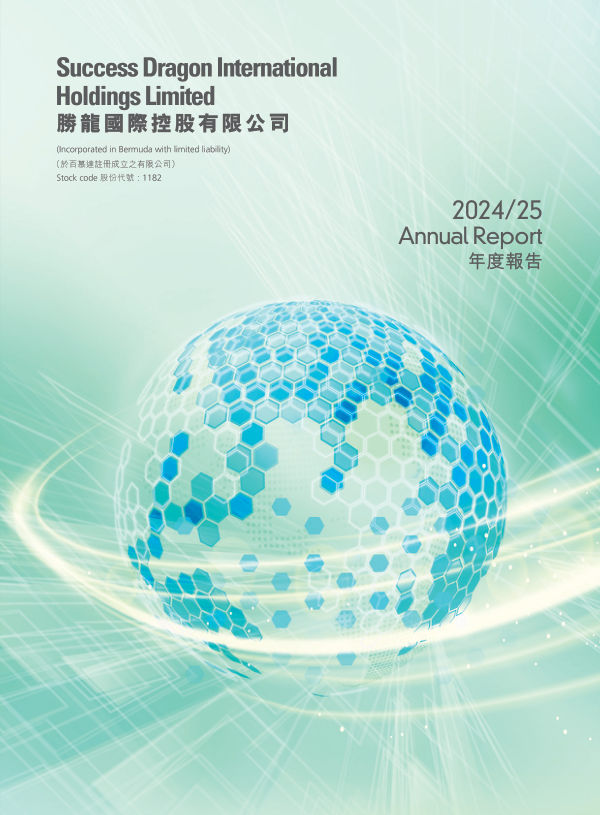 Success Dragon International
Holdings Limited
勝龍國際控股有限公司
(Incorporated in Bermuda with limited liability)
(於百慕達註冊成立之有限公司)
Stock code 股份代號 : 1182
2024/25
Annual Report
年度報告